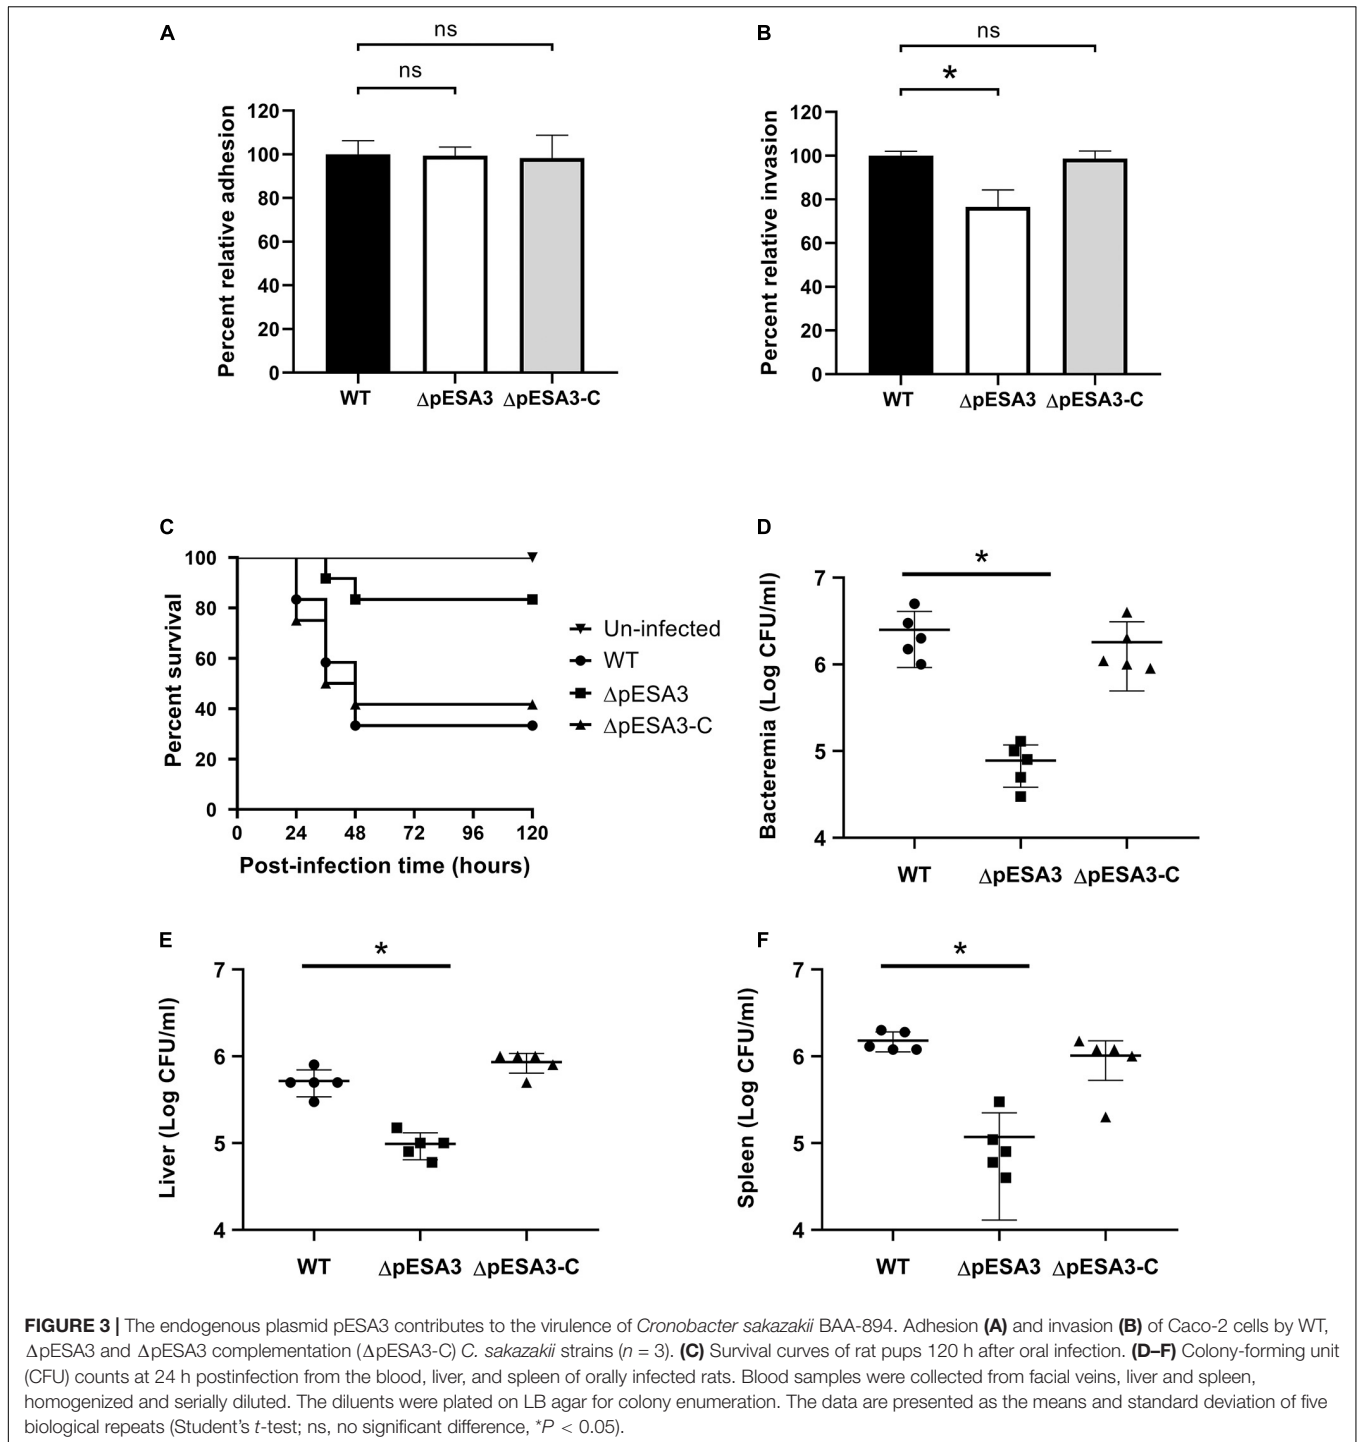 A
ns
ns
Percent relative adhesion
120
100
80
60
40
20
0
WT ΔpESA3 ΔpESA3-C
B
ns
*
Percent relative invasion
120
100
80
60
40
20
0
WT ΔpESA3 ΔpESA3-C
C
Percent survival
100
80
60
40
20
0
0 24 48 72 96 120
Post-infection time (hours)
Un-infected
WT
ΔpESA3
ΔpESA3-C
D
*
Bacteremia (Log CFU/ml)
7
6
5
4
WT ΔpESA3 ΔpESA3-C
E
*
Liver (Log CFU/ml)
7
6
5
4
WT ΔpESA3 ΔpESA3-C
F
*
Spleen (Log CFU/ml)
7
6
5
4
WT ΔpESA3 ΔpESA3-C
FIGURE 3 | The endogenous plasmid pESA3 contributes to the virulence of Cronobacter sakazakii BAA-894. Adhesion (A) and invasion (B) of Caco-2 cells by WT,
ΔpESA3 and ΔpESA3 complementation (ΔpESA3-C) C. sakazakii strains (n = 3). (C) Survival curves of rat pups 120 h after oral infection. (D–F) Colony-forming unit
(CFU) counts at 24 h postinfection from the blood, liver, and spleen of orally infected rats. Blood samples were collected from facial veins, liver and spleen,
homogenized and serially diluted. The diluents were plated on LB agar for colony enumeration. The data are presented as the means and standard deviation of five
biological repeats (Student's t-test; ns, no significant difference, *P < 0.05).